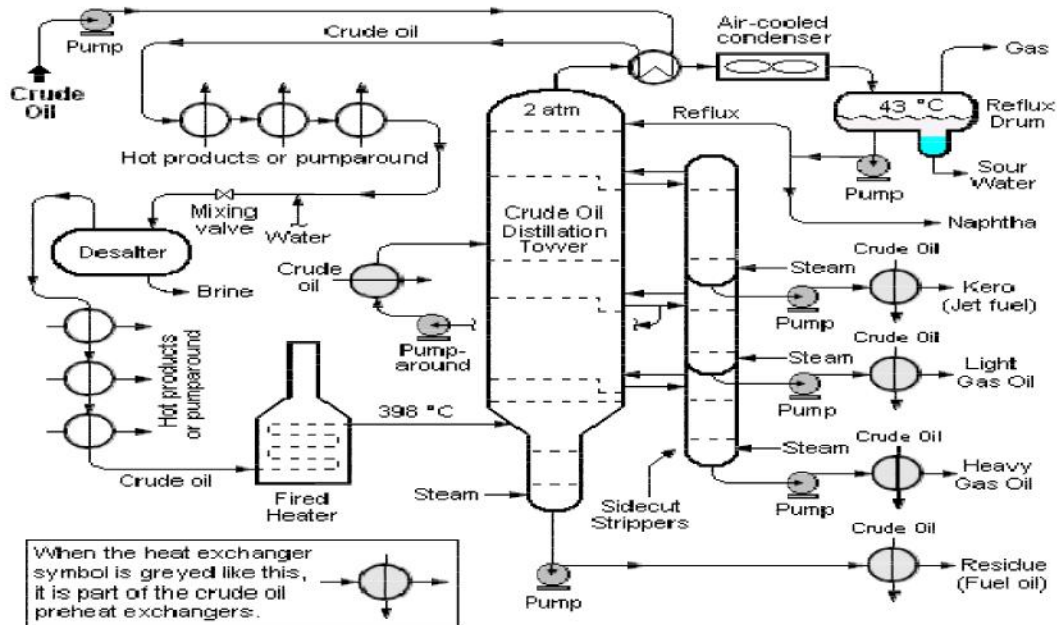 Pump
Crude oil
Air-cooled
condenser
Gas
Crude
Oil
2 atm
43 °C
Reflux
Drum
Reflux
Hot products or pumparound
Pump
Sour
Water
Mixing
valve
Water
Naphtha
Desalter
Crude Oil
Distillation
Tower
Crude
oil
Brine
Steam
Crude Oil
Kero
(Jet fuel)
Pump
Pump-
around
Hot products
or pumparound
Steam
Crude Oil
Light
Gas Oil
Pump
398 °C
Steam
Crude Oil
Heavy
Gas Oil
Pump
Crude oil
Fired
Heater
Steam
Sidecut
Strippers
Crude Oil
Residue
(Fuel oil)
Pump
When the heat exchanger
symbol is greyed like this,
it is part of the crude oil
preheat exchangers.